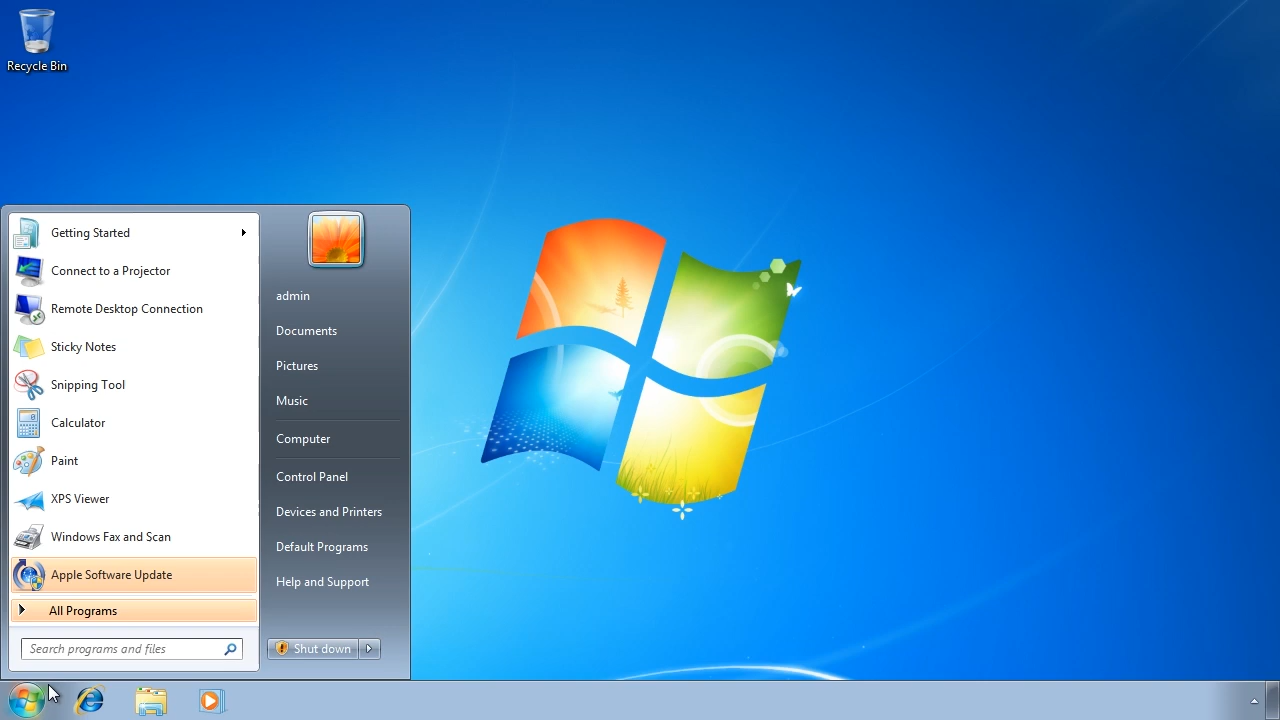 Recycle Bin
Getting Started
Connect to a Projector
Remote Desktop Connection
Sticky Notes
Snipping Tool
Calculator
Paint
XPS Viewer
Windows Fax and Scan
Apple Software Update
All Programs
Search programs and files
admin
Documents
Pictures
Music
Computer
Control Panel
Devices and Printers
Default Programs
Help and Support
Shut down